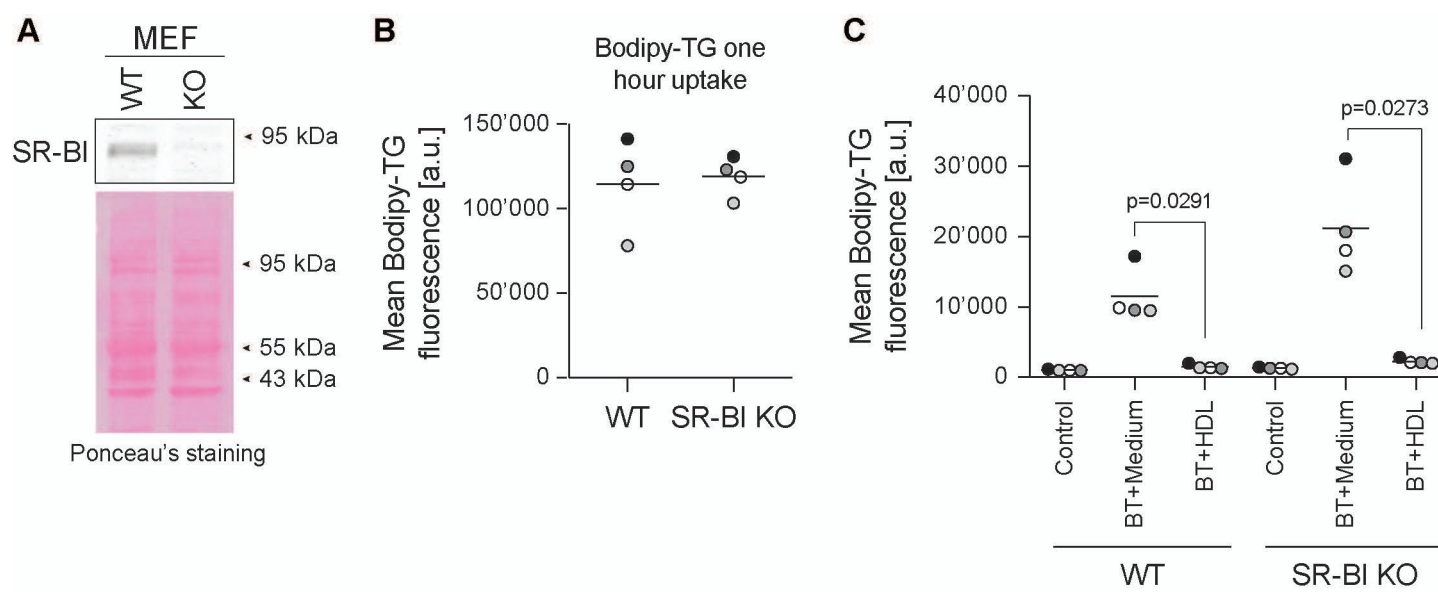 A
MEF
WT
KO
SR-BI
95 kDa
95 kDa
55 kDa
43 kDa
Ponceau’s staining
B
Bodipy-TG one
hour uptake
Mean Bodipy-TG
fluorescence [a.u.]
150’000
100’000
50’000
0
WT
SR-BI KO
C
Mean Bodipy-TG
fluorescence [a.u.]
40’000
30’000
20’000
10’000
0
p=0.0291
p=0.0273
Control
BT+Medium
BT+HDL
Control
BT+Medium
BT+HDL
WT
SR-BI KO